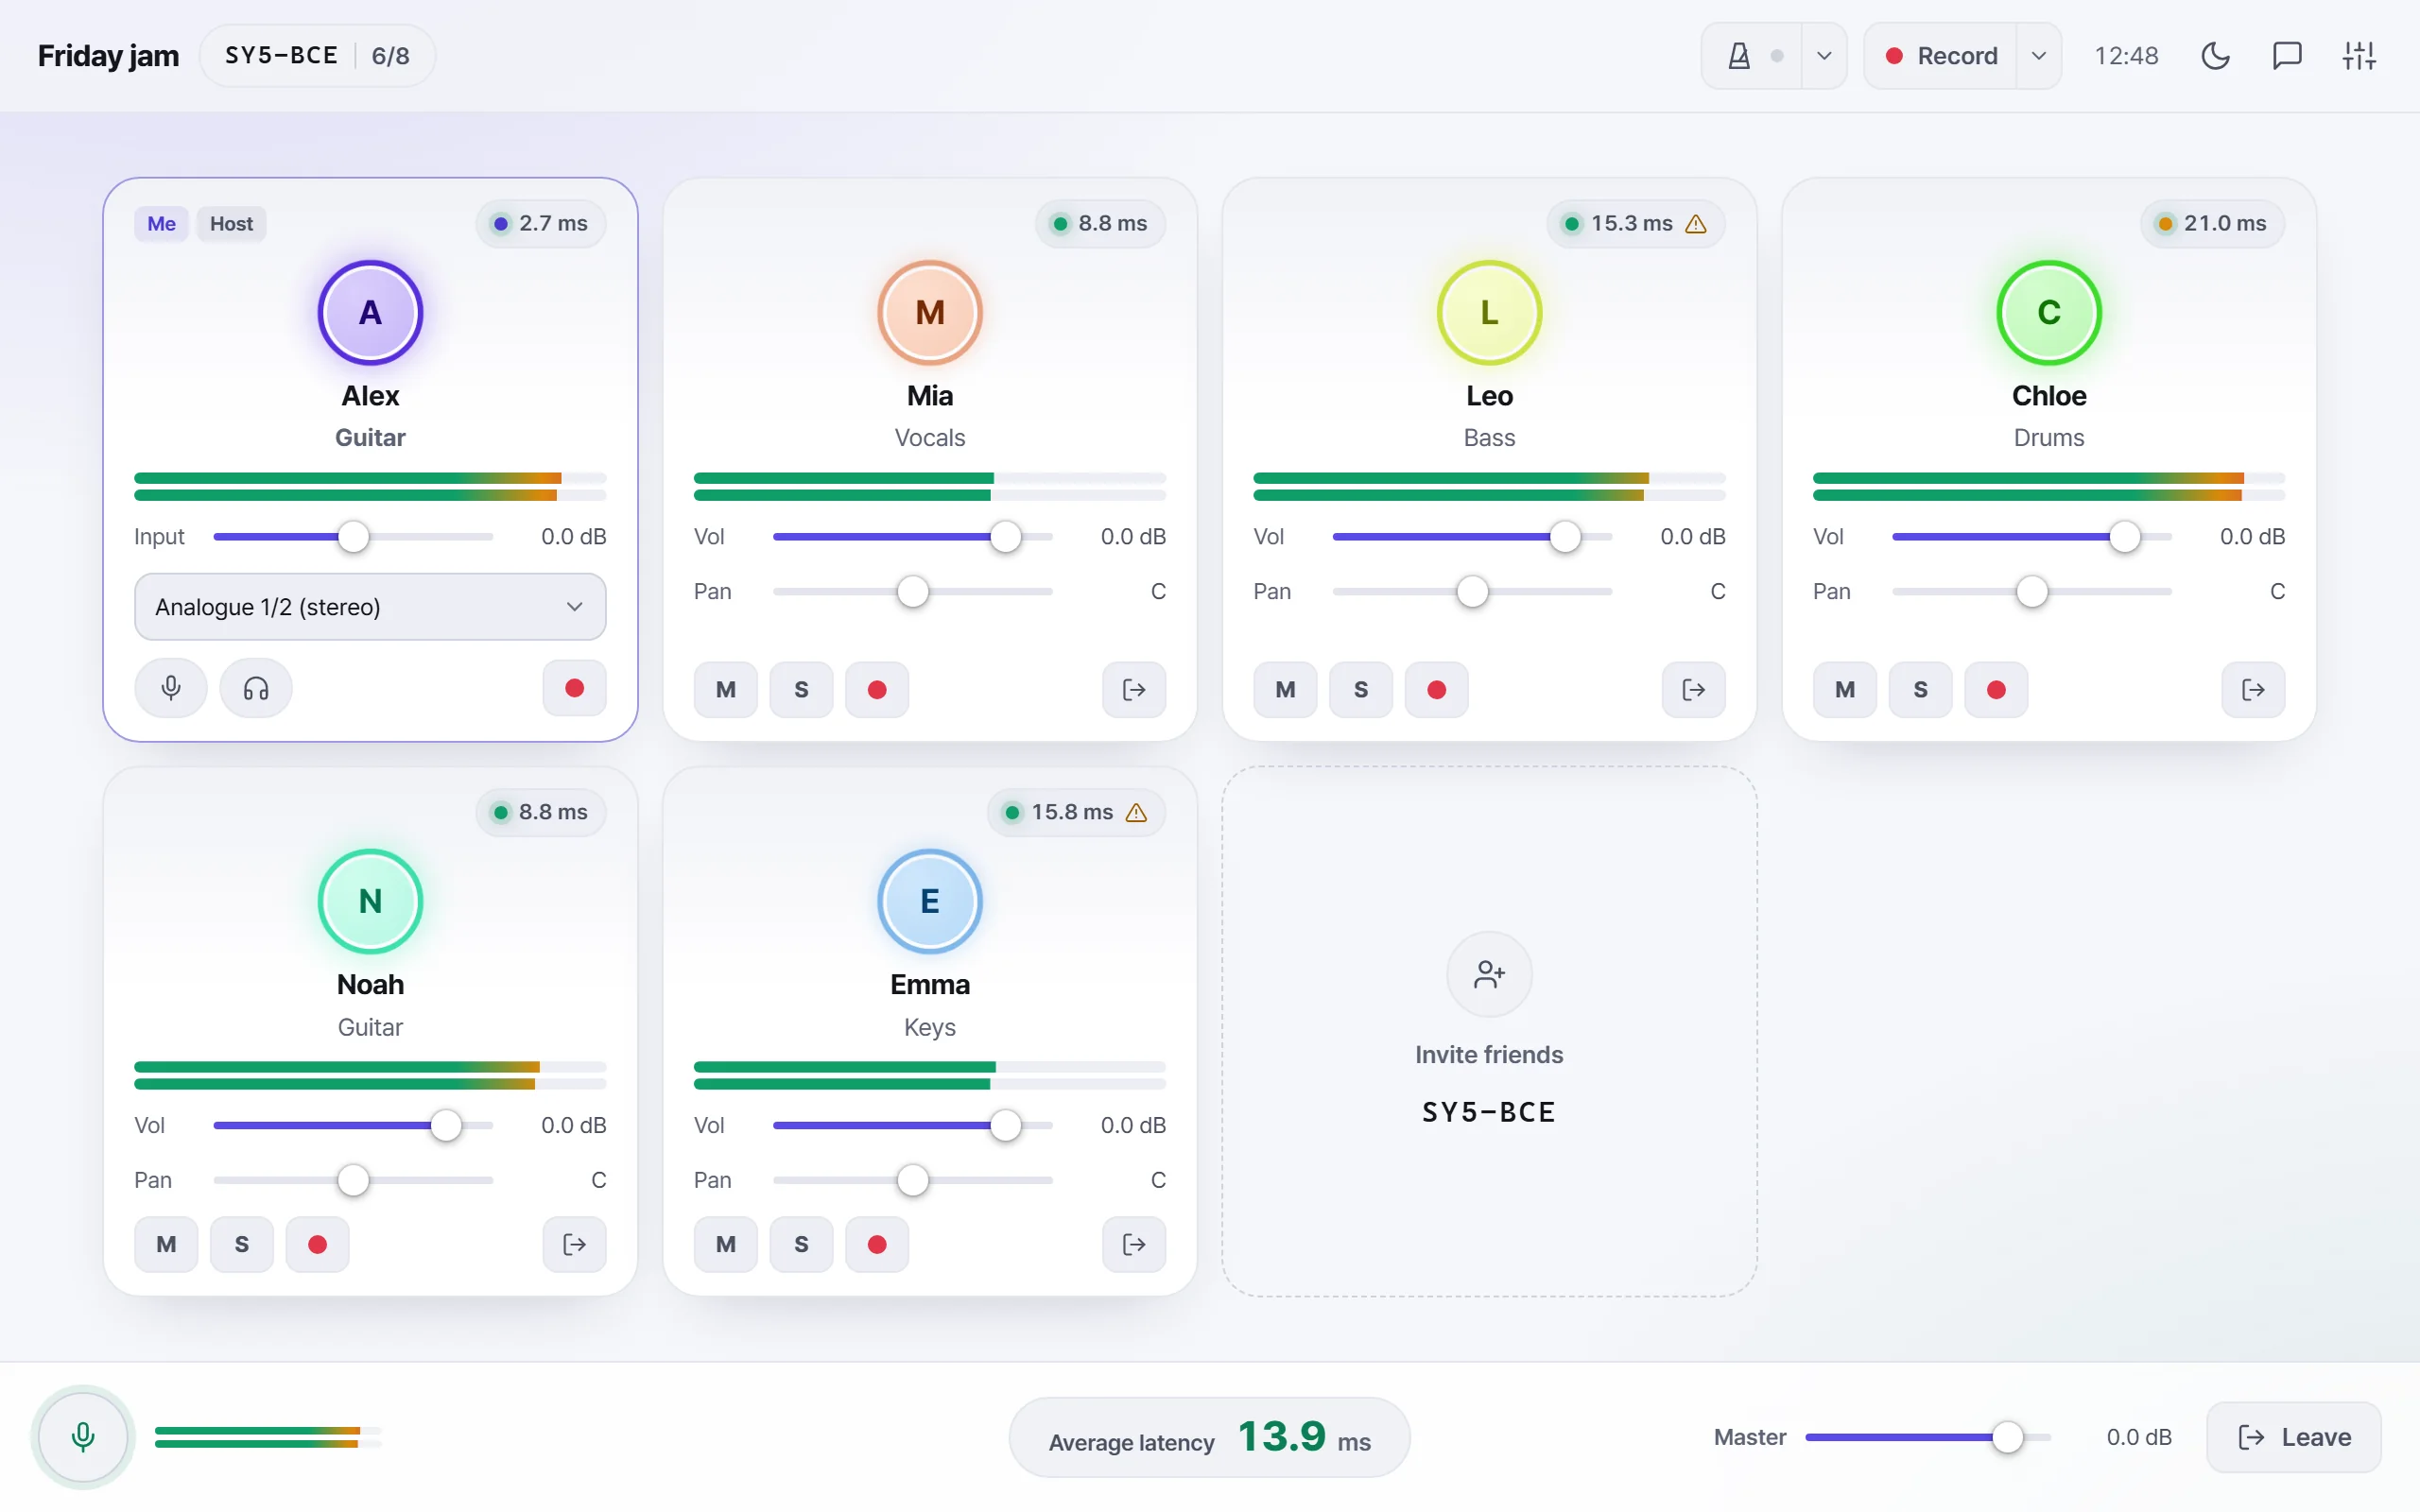 Friday jam
SY5-BCE 6/8
Record
12:48
Me Host 2.7 ms
A
Alex
Guitar
Input 0.0 dB
Analogue 1/2 (stereo)
8.8 ms
M
Mia
Vocals
Vol 0.0 dB
Pan C
M S
15.3 ms
L
Leo
Bass
Vol 0.0 dB
Pan C
M S
21.0 ms
C
Chloe
Drums
Vol 0.0 dB
Pan C
M S
8.8 ms
N
Noah
Guitar
Vol 0.0 dB
Pan C
M S
15.8 ms
E
Emma
Keys
Vol 0.0 dB
Pan C
M S
Invite friends
SY5-BCE
Average latency 13.9 ms
Master 0.0 dB
Leave